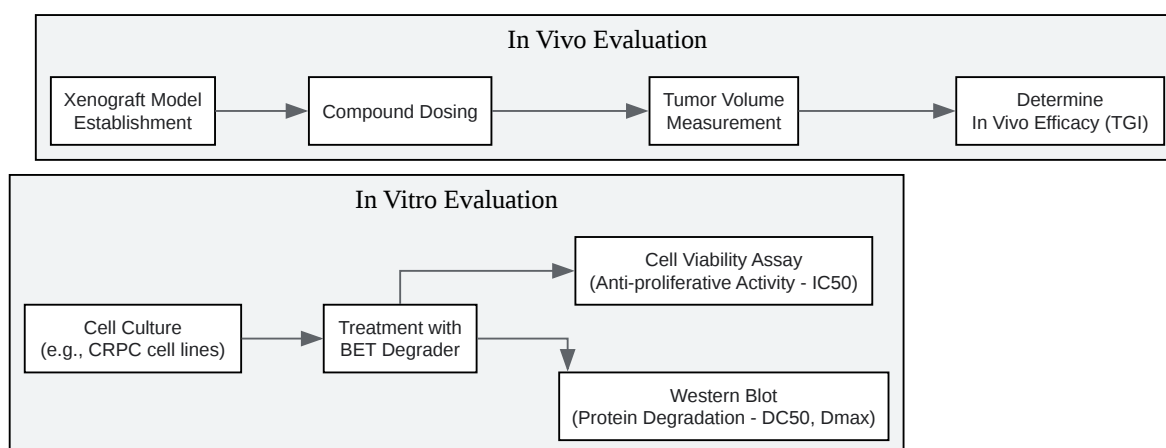 In Vivo Evaluation
Xenograft Model
Establishment
Compound Dosing
Tumor Volume
Measurement
Determine
In Vivo Efficacy (TGI)
In Vitro Evaluation
Cell Culture
(e.g., CRPC cell lines)
Treatment with
BET Degrader
Cell Viability Assay
(Anti-proliferative Activity - IC50)
Western Blot
(Protein Degradation - DC50, Dmax)